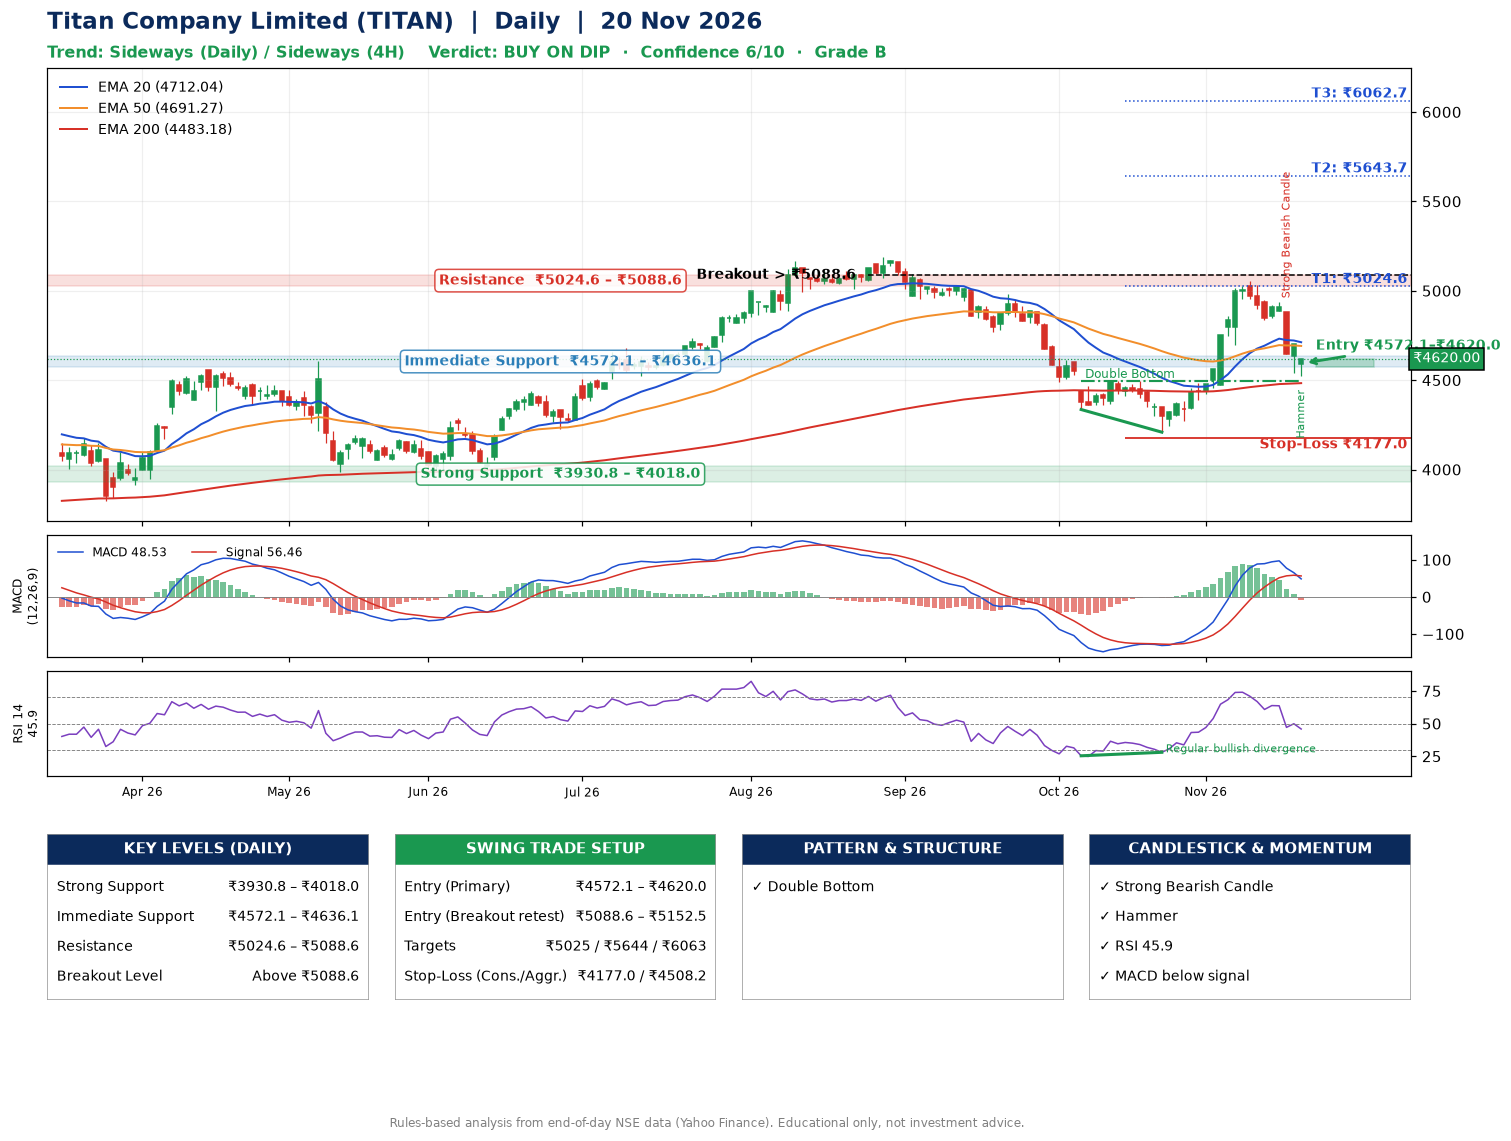 Titan Company Limited (TITAN) | Daily | 20 Nov 2026
Trend: Sideways (Daily) / Sideways (4H) Verdict: BUY ON DIP · Confidence 6/10 · Grade B
EMA 20 (4712.04)
EMA 50 (4691.27)
EMA 200 (4483.18)
T3: ₹6062.7
T2: ₹5643.7
T1: ₹5024.6
Strong Bearish Candle
Resistance ₹5024.6 – ₹5088.6
Breakout > ₹5088.6
Immediate Support ₹4572.1 – ₹4636.1
Entry ₹4572.1–₹4620.0
₹4620.00
Double Bottom
Hammer
Stop-Loss ₹4177.0
Strong Support ₹3930.8 – ₹4018.0
6000
5500
5000
4500
4000
MACD 48.53
Signal 56.46
MACD
(12,26,9)
100
0
−100
RSI 14
45.9
Regular bullish divergence
75
50
25
Apr 26
May 26
Jun 26
Jul 26
Aug 26
Sep 26
Oct 26
Nov 26
KEY LEVELS (DAILY)
Strong Support ₹3930.8 – ₹4018.0
Immediate Support ₹4572.1 – ₹4636.1
Resistance ₹5024.6 – ₹5088.6
Breakout Level Above ₹5088.6
SWING TRADE SETUP
Entry (Primary) ₹4572.1 – ₹4620.0
Entry (Breakout retest) ₹5088.6 – ₹5152.5
Targets ₹5025 / ₹5644 / ₹6063
Stop-Loss (Cons./Aggr.) ₹4177.0 / ₹4508.2
PATTERN & STRUCTURE
✓ Double Bottom
CANDLESTICK & MOMENTUM
✓ Strong Bearish Candle
✓ Hammer
✓ RSI 45.9
✓ MACD below signal
Rules-based analysis from end-of-day NSE data (Yahoo Finance). Educational only, not investment advice.